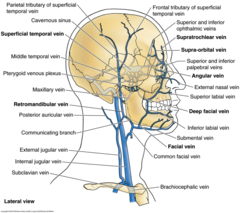 Parietal tributary of superficial
temporal vein
Cavernous sinus
Superficial temporal vein
Middle temporal vein
Pterygoid venous plexus
Maxillary vein
Retromandibular vein
Posterior auricular vein
Communicating branch
External jugular vein
Internal jugular vein
Subclavian vein
Lateral view
Frontal tributary of superficial
temporal vein
Superior and inferior
ophthalmic veins
Supratrochlear vein
Supra-orbital vein
Superior and inferior
palpebral veins
Angular vein
External nasal vein
Superior labial vein
Deep facial vein
Inferior labial vein
Submental vein
Facial vein
Common facial vein
Brachiocephalic vein